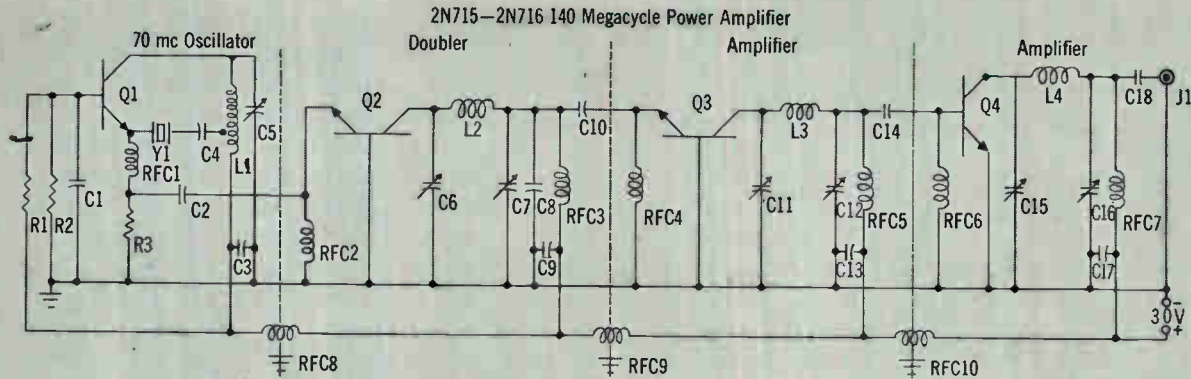 2N715—2N716 140 Megacycle Power Amplifier
70 mc Oscillator Doubler Amplifier Amplifier
Q1 Q2 Q3 Q4
C5 L2 C10 L3 C14 L4 C18 J1
Y1 C4 L1
RFC1
R1 R2 C1 C2 C6 C7 C8 RFC3 RFC4 C11 C12 RFC5 RFC6 C15 C16 RFC7
R3 C3 RFC2 C9 C13 C17
-
30V
+
RFC8 RFC9 RFC10